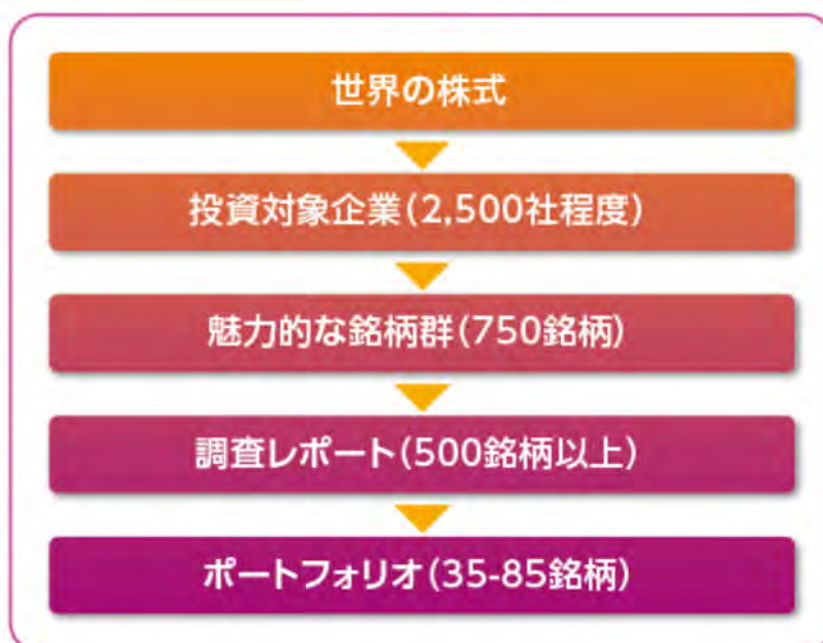 世界の株式
投資対象企業(2,500社程度)
魅力的な銘柄群(750銘柄)
調査レポート(500銘柄以上)
ポートフォリオ(35-85銘柄)